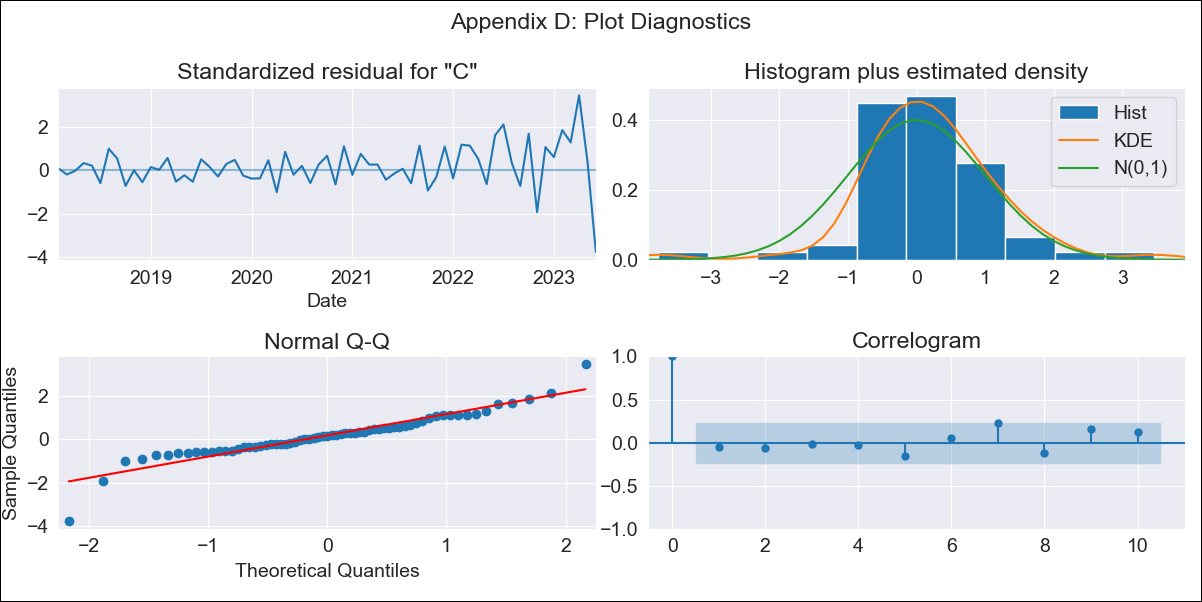 Appendix D: Plot Diagnostics
Standardized residual for "C"
2
0
−2
−4
2019 2020 2021 2022 2023
Date
Histogram plus estimated density
Hist
KDE
N(0,1)
0.4
0.2
0.0
−3 −2 −1 0 1 2 3
Normal Q-Q
Sample Quantiles
2
0
−2
−4
−2 −1 0 1 2
Theoretical Quantiles
Correlogram
1.0
0.5
0.0
−0.5
−1.0
0 2 4 6 8 10